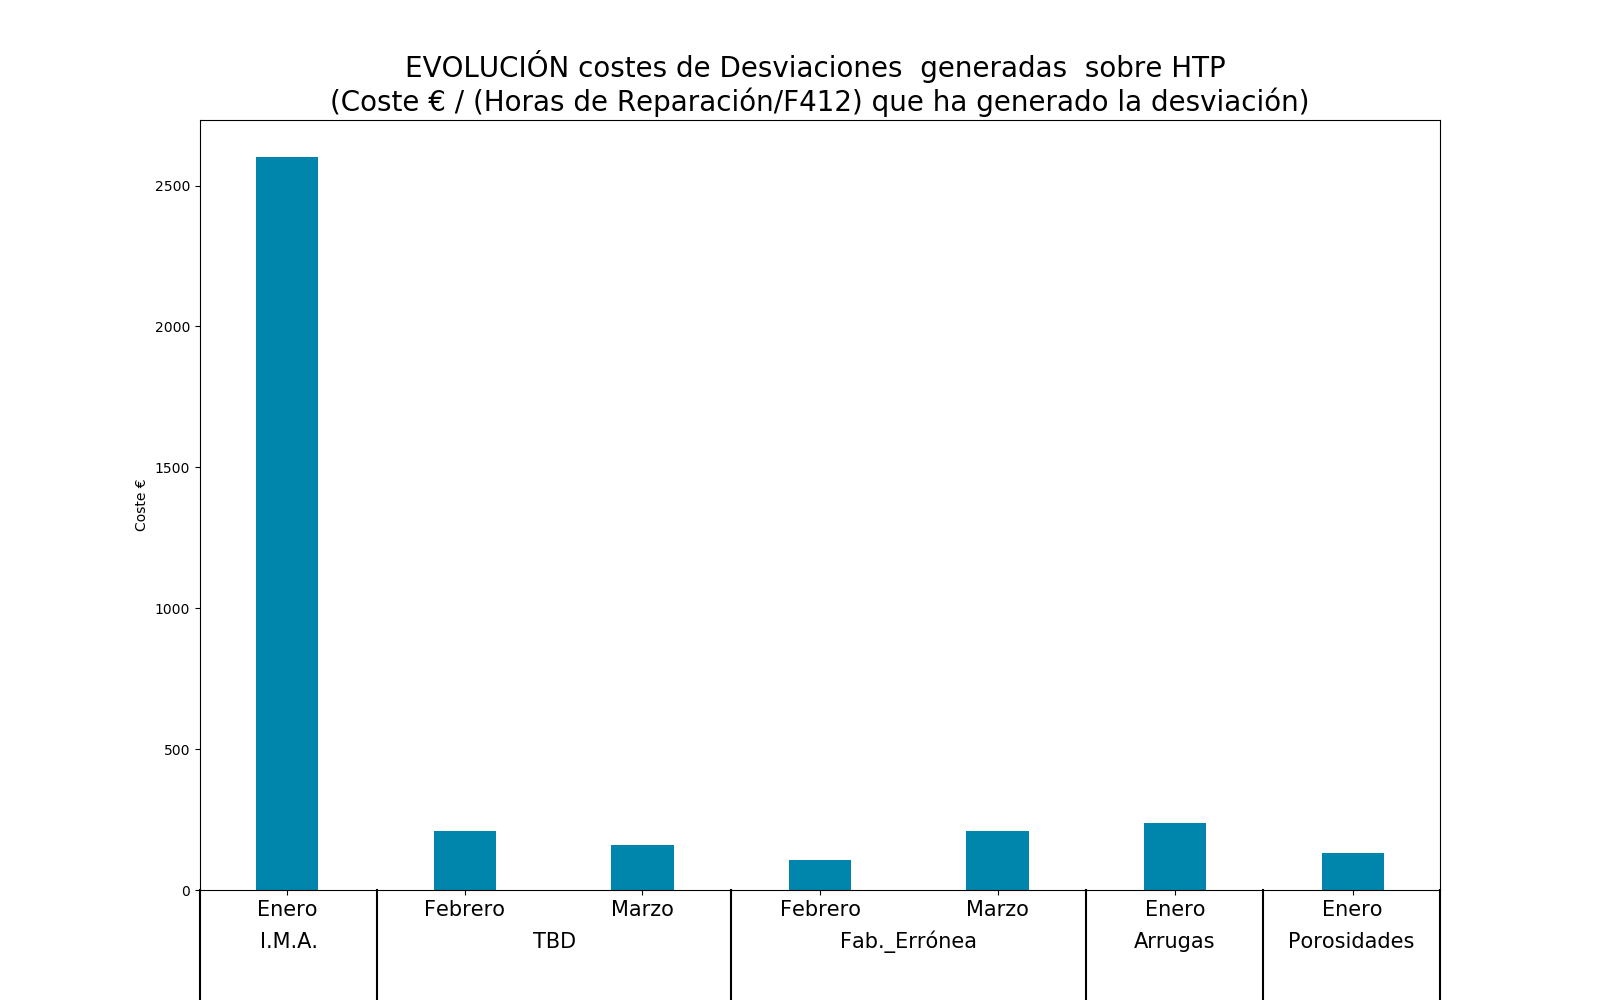 EVOLUCIÓN costes de Desviaciones  generadas  sobre HTP
(Coste € / (Horas de Reparación/F412) que ha generado la desviación)
2500
2000
1500
Coste €
1000
500
0
Enero Febrero Marzo Febrero Marzo Enero Enero
I.M.A. TBD Fab._Errónea Arrugas Porosidades